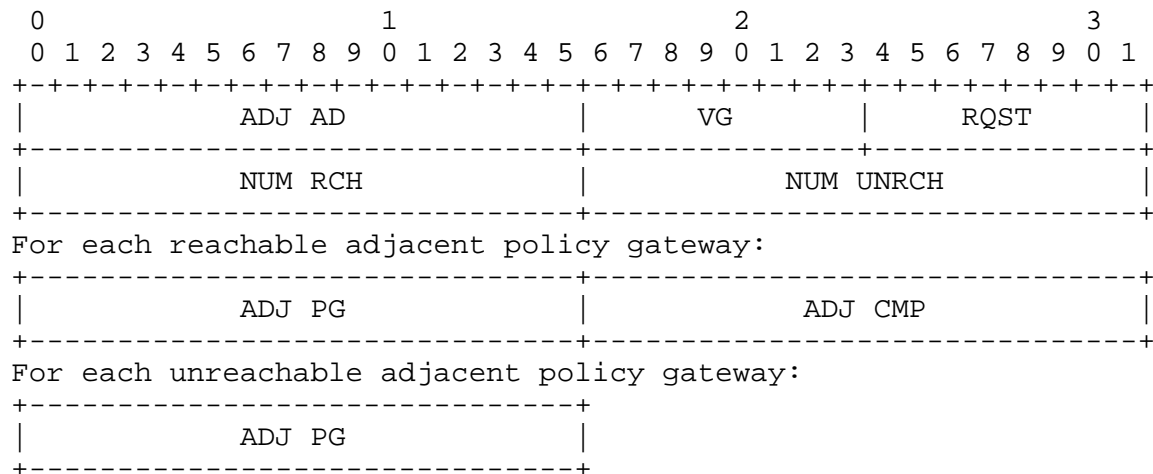 0                   1                   2                   3
 0 1 2 3 4 5 6 7 8 9 0 1 2 3 4 5 6 7 8 9 0 1 2 3 4 5 6 7 8 9 0 1
+-+-+-+-+-+-+-+-+-+-+-+-+-+-+-+-+-+-+-+-+-+-+-+-+-+-+-+-+-+-+-+-+
|            ADJ AD             |      VG       |     RQST      |
+-------------------------------+---------------+---------------+
|            NUM RCH            |           NUM UNRCH           |
+-------------------------------+-------------------------------+
For each reachable adjacent policy gateway:
+-------------------------------+-------------------------------+
|            ADJ PG             |            ADJ CMP            |
+-------------------------------+-------------------------------+
For each unreachable adjacent policy gateway:
+-------------------------------+
|            ADJ PG             |
+-------------------------------+